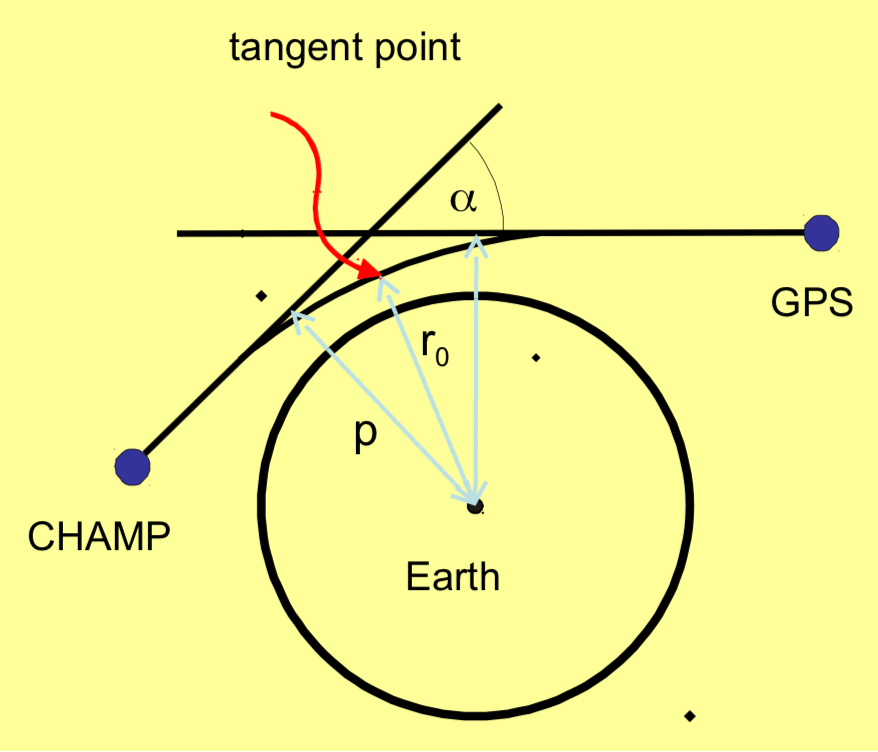 tangent point
α
GPS
r0
p
CHAMP
Earth